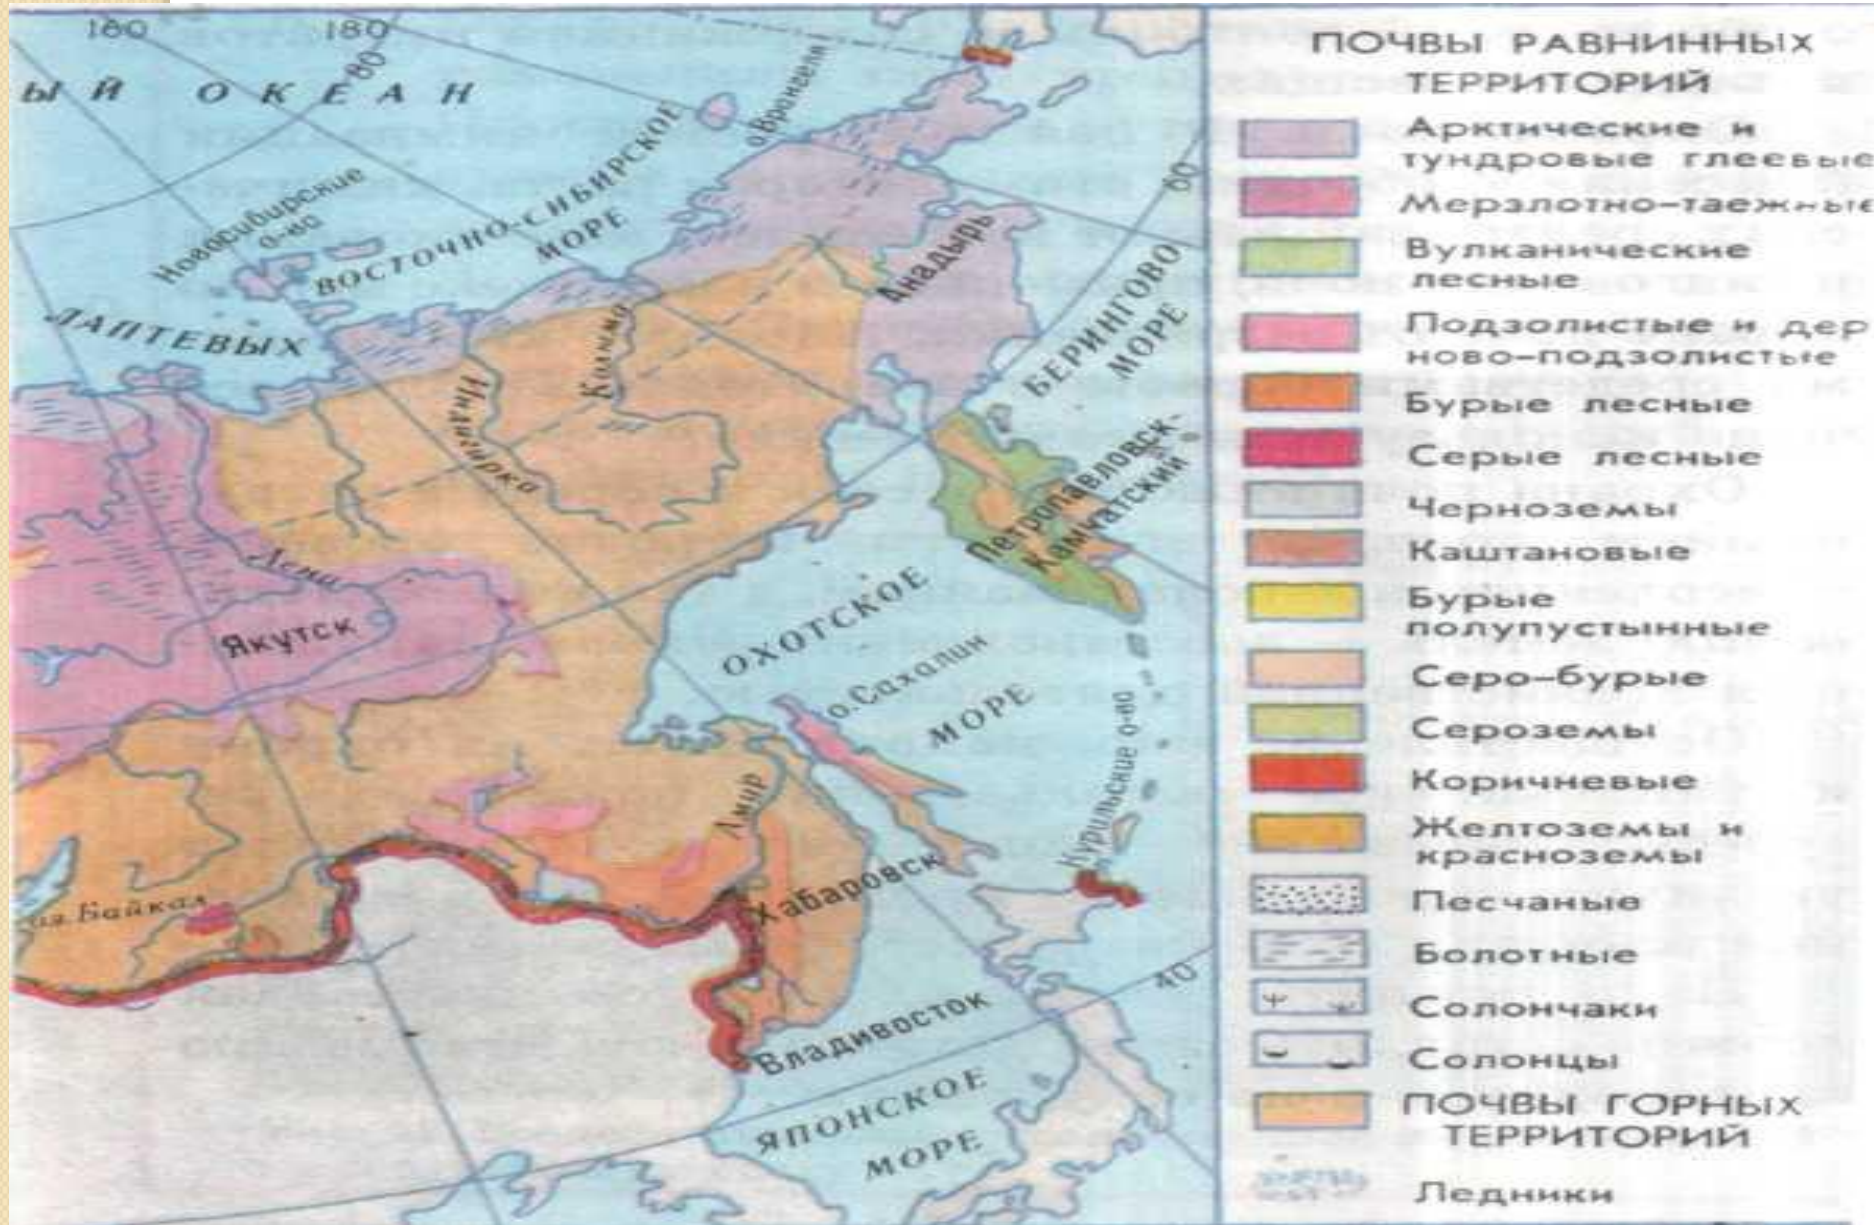 160
180
80
ЫЙ ОКЕАН
о.Врангеля
Новосибирские
о-ва
ВОСТОЧНО-СИБИРСКОЕ
МОРЕ
60
ЛАПТЕВЫХ
Анадырь
Колыма
Индигирка
БЕРИНГОВО
МОРЕ
Петропавловск-
Камчатский
Лена
Якутск
ОХОТСКОЕ
МОРЕ
о.Сахалин
Курильские о-ва
Амур
Хабаровск
оз.Байкал
Владивосток
40
ЯПОНСКОЕ
МОРЕ
ПОЧВЫ РАВНИННЫХ
ТЕРРИТОРИЙ
Арктические и
тундровые глеевые
Мерзлотно-таежные
Вулканические
лесные
Подзолистые и дер
ново-подзолистые
Бурые лесные
Серые лесные
Черноземы
Каштановые
Бурые
полупустынные
Серо-бурые
Сероземы
Коричневые
Желтоземы и
красноземы
Песчаные
Болотные
Солончаки
Солонцы
ПОЧВЫ ГОРНЫХ
ТЕРРИТОРИЙ
Ледники